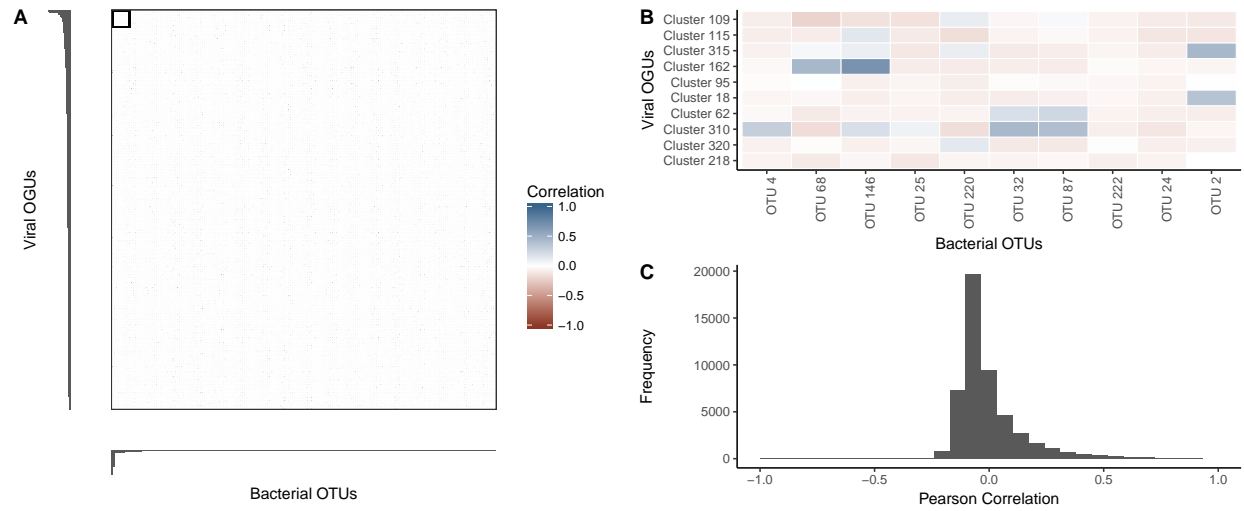 A
Viral OGUs
Bacterial OTUs
Correlation
1.0
0.5
0.0
−0.5
−1.0
B
Viral OGUs
Cluster 109
Cluster 115
Cluster 315
Cluster 162
Cluster 95
Cluster 18
Cluster 62
Cluster 310
Cluster 320
Cluster 218
OTU 4
OTU 68
OTU 146
OTU 25
OTU 220
OTU 32
OTU 87
OTU 222
OTU 24
OTU 2
Bacterial OTUs
C
Frequency
20000
15000
10000
5000
0
−1.0
−0.5
0.0
0.5
1.0
Pearson Correlation